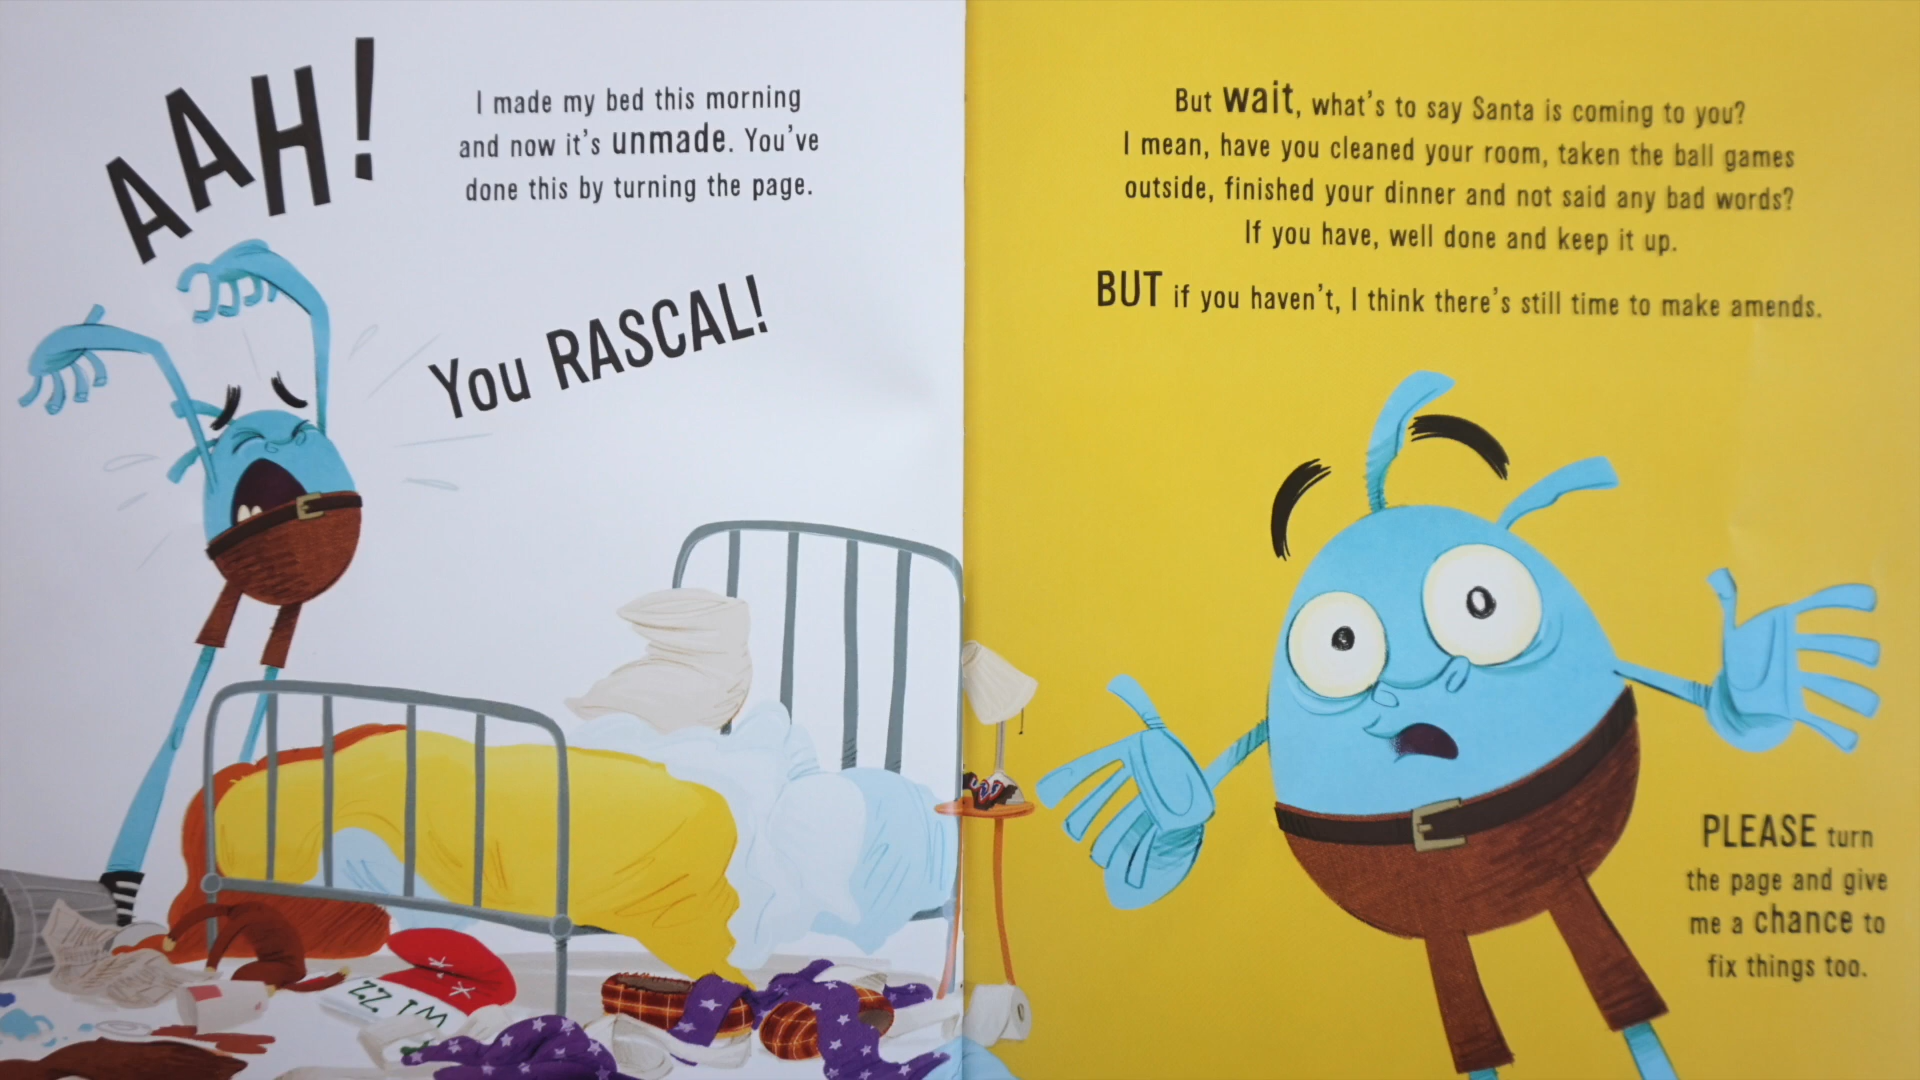 AAH!
I made my bed this morning
and now it's unmade. You've
done this by turning the page.
You RASCAL!
WIZZ
But wait, what's to say Santa is coming to you?
I mean, have you cleaned your room, taken the ball games
outside, finished your dinner and not said any bad words?
If you have, well done and keep it up.
BUT if you haven't, I think there's still time to make amends.
PLEASE turn
the page and give
me a chance to
fix things too.